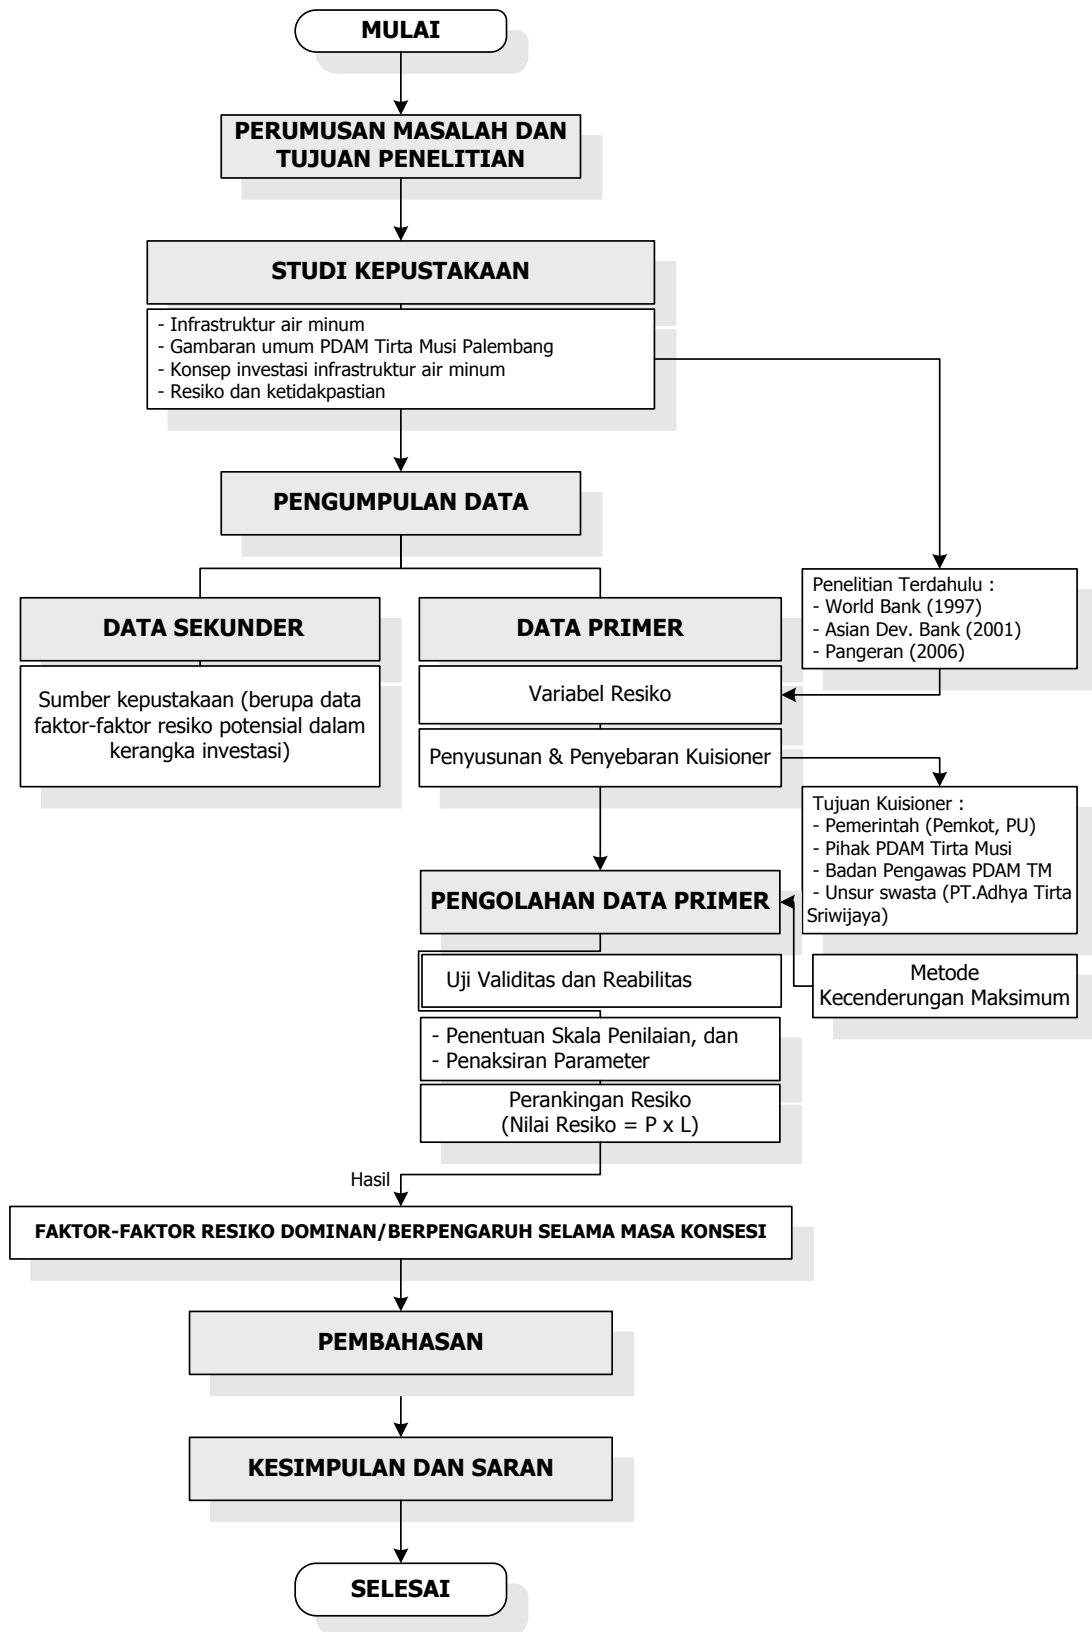 MULAI
PERUMUSAN MASALAH DAN
TUJUAN PENELITIAN
STUDI KEPUSTAKAAN
- Infrastruktur air minum
- Gambaran umum PDAM Tirta Musi Palembang
- Konsep investasi infrastruktur air minum
- Resiko dan ketidakpastian
PENGUMPULAN DATA
DATA SEKUNDER
Sumber kepustakaan (berupa data
faktor-faktor resiko potensial dalam
kerangka investasi)
DATA PRIMER
Variabel Resiko
Penyusunan & Penyebaran Kuisioner
Penelitian Terdahulu :
- World Bank (1997)
- Asian Dev. Bank (2001)
- Pangeran (2006)
Tujuan Kuisioner :
- Pemerintah (Pemkot, PU)
- Pihak PDAM Tirta Musi
- Badan Pengawas PDAM TM
- Unsur swasta (PT.Adhya Tirta
Sriwijaya)
PENGOLAHAN DATA PRIMER
Metode
Kecenderungan Maksimum
Uji Validitas dan Reabilitas
- Penentuan Skala Penilaian, dan
- Penaksiran Parameter
Perankingan Resiko
(Nilai Resiko = P x L)
Hasil
FAKTOR-FAKTOR RESIKO DOMINAN/BERPENGARUH SELAMA MASA KONSESI
PEMBAHASAN
KESIMPULAN DAN SARAN
SELESAI